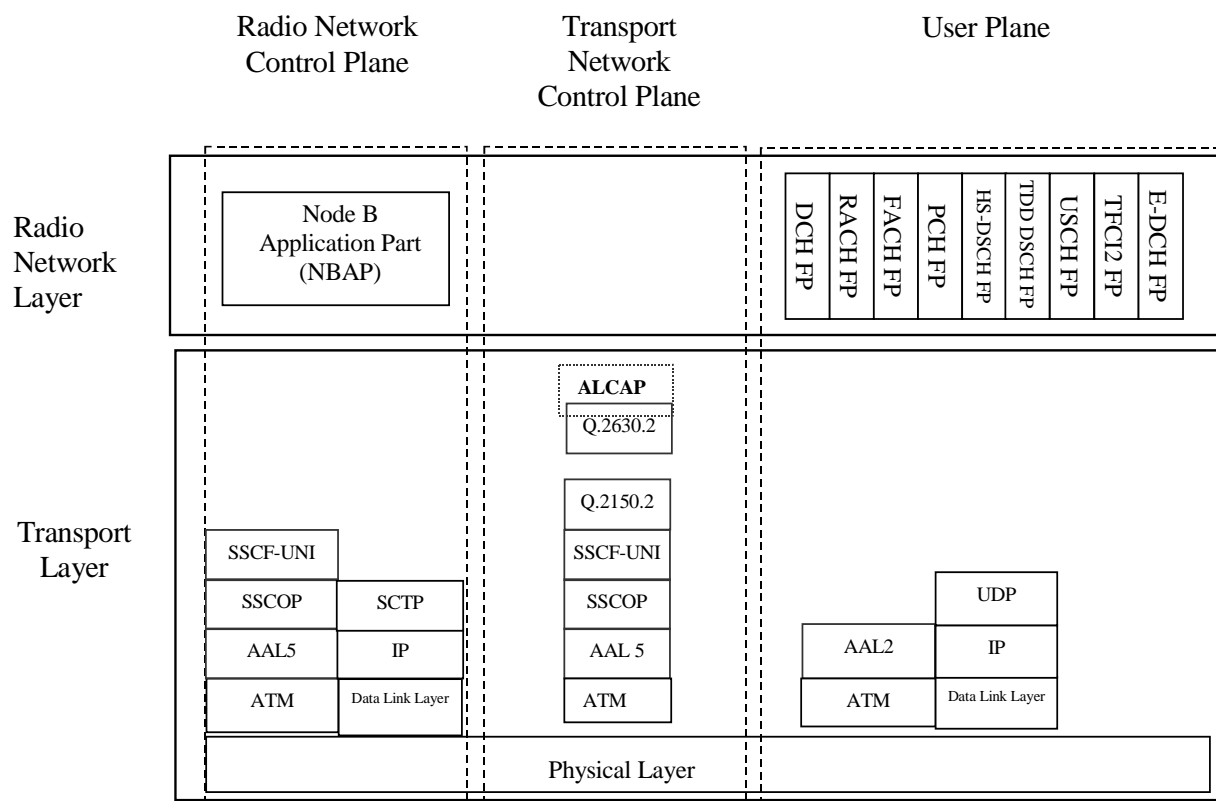 Radio Network
Control Plane
Transport
Network
Control Plane
User Plane
Radio
Network
Layer
Node B
Application Part
(NBAP)
DCH FP
RACH FP
FACH FP
PCH FP
HS-DSCH FP
TDD DSCH FP
USCH FP
TFCI2 FP
E-DCH FP
Transport
Layer
SSCF-UNI
SSCOP
AAL5
ATM
SCTP
IP
Data Link Layer
ALCAP
Q.2630.2
Q.2150.2
SSCF-UNI
SSCOP
AAL 5
ATM
AAL2
ATM
UDP
IP
Data Link Layer
Physical Layer